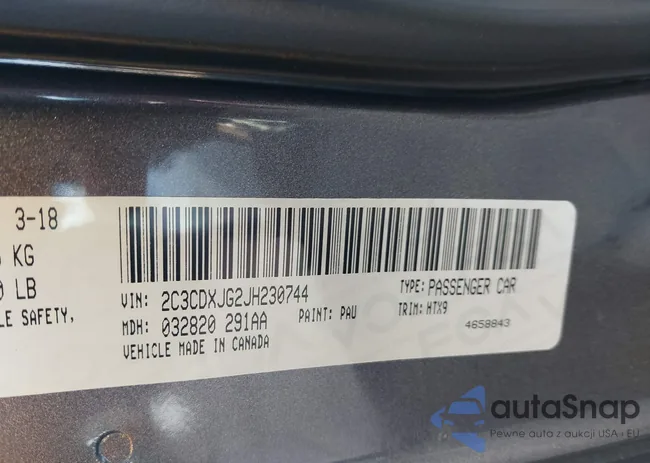 3-18
KG
LB
LE SAFETY,
VIN: 2C3CDXJG2JH230744
TYPE: PASSENGER CAR
MDH: 032820 291AA
PAINT: PAU
TRIM: HTX9
VEHICLE MADE IN CANADA
4658843
autaSnap
Pewne auta z aukcji USA i EU